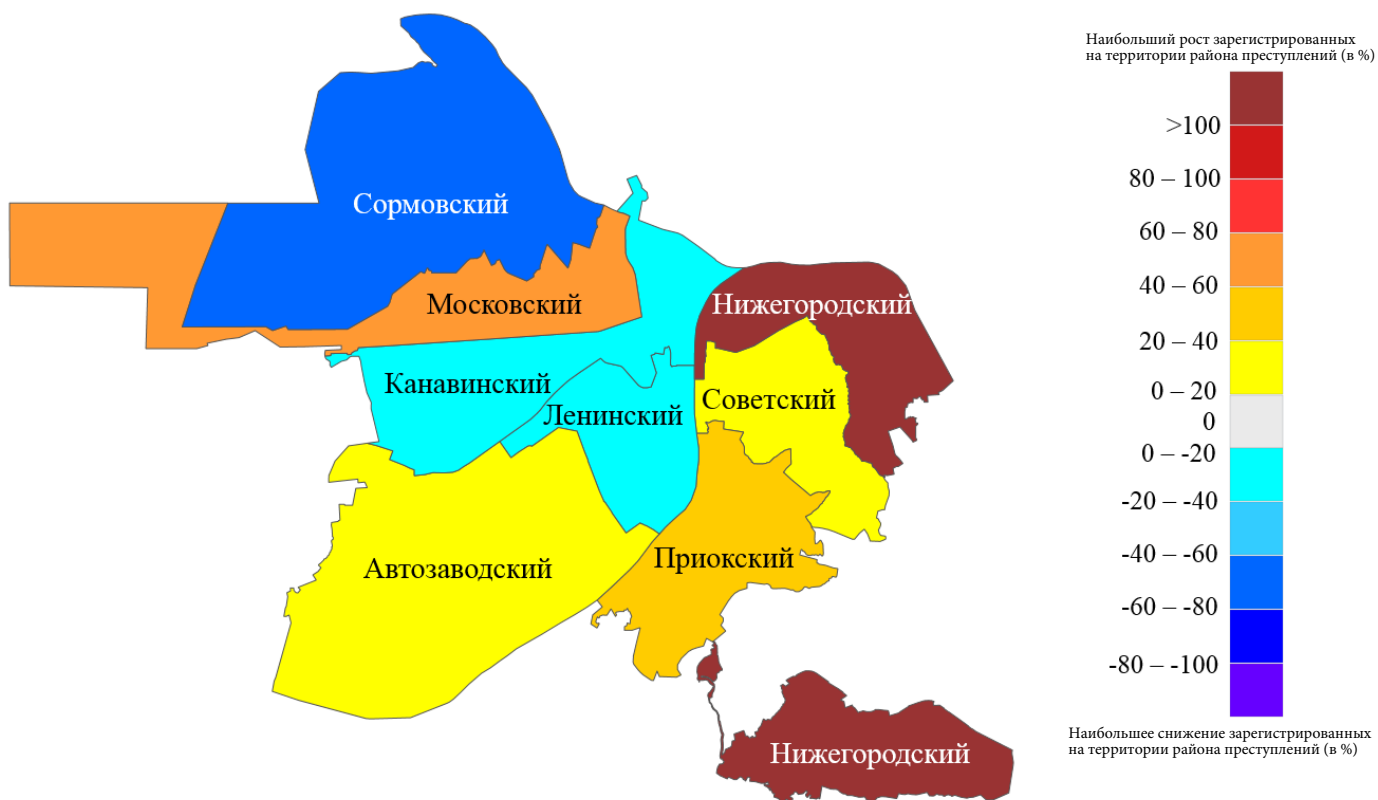 Наибольший рост зарегистрированных
на территории района преступлений (в %)
>100
80 – 100
60 – 80
40 – 60
20 – 40
0 – 20
0
0 – -20
-20 – -40
-40 – -60
-60 – -80
-80 – -100
Наибольшее снижение зарегистрированных
на территории района преступлений (в %)
Сормовский
Московский
Нижегородский
Канавинский
Ленинский
Советский
Автозаводский
Приокский
Нижегородский